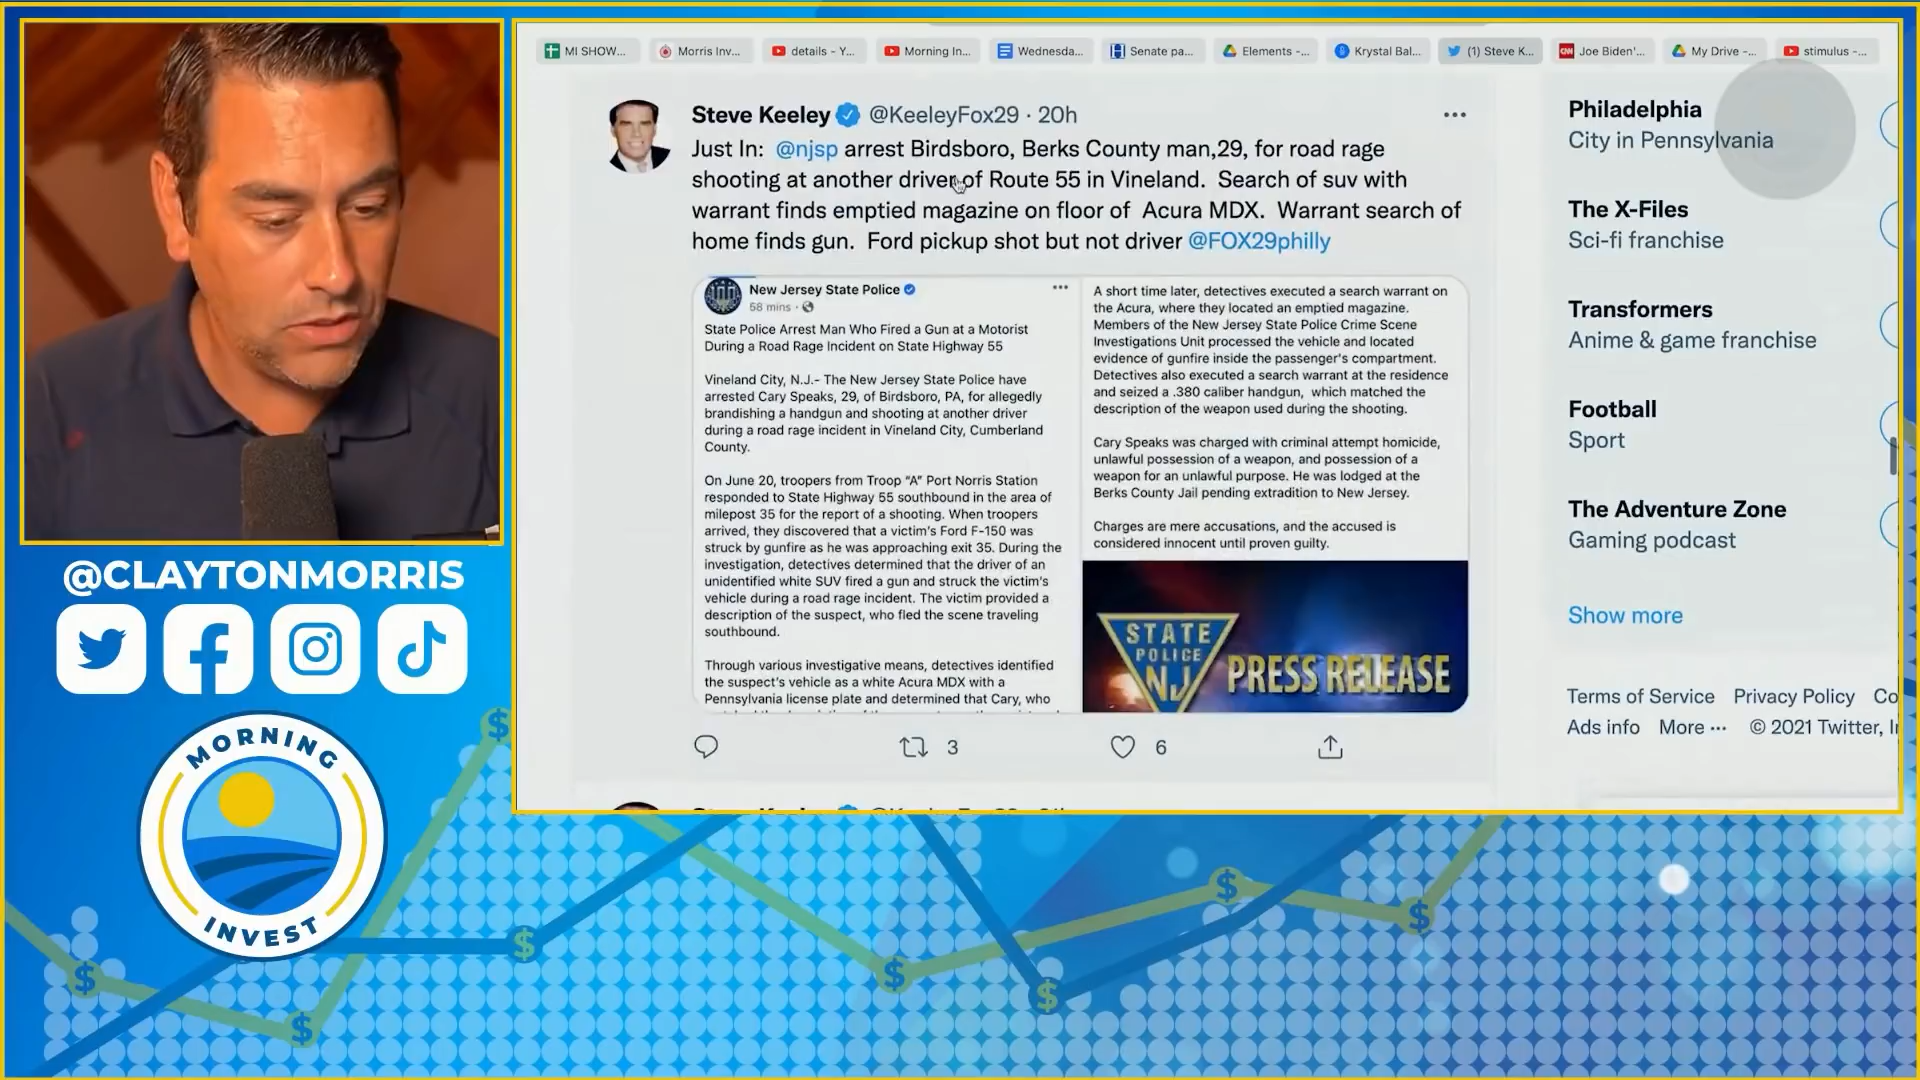 MI SHOW...
Morris Inv...
details - Y...
Morning In...
Wednesda...
Senate pa...
Elements -...
Krystal Bal...
(1) Steve K...
CNN
Joe Biden'...
My Drive -...
stimulus -...
Steve Keeley @KeeleyFox29 · 20h
Just In: @njsp arrest Birdsboro, Berks County man,29, for road rage
shooting at another driver of Route 55 in Vineland. Search of suv with
warrant finds emptied magazine on floor of Acura MDX. Warrant search of
home finds gun. Ford pickup shot but not driver @FOX29philly
New Jersey State Police
58 mins ·
State Police Arrest Man Who Fired a Gun at a Motorist
During a Road Rage Incident on State Highway 55
Vineland City, N.J.- The New Jersey State Police have
arrested Cary Speaks, 29, of Birdsboro, PA, for allegedly
brandishing a handgun and shooting at another driver
during a road rage incident in Vineland City, Cumberland
County.
On June 20, troopers from Troop “A” Port Norris Station
responded to State Highway 55 southbound in the area of
milepost 35 for the report of a shooting. When troopers
arrived, they discovered that a victim's Ford F-150 was
struck by gunfire as he was approaching exit 35. During the
investigation, detectives determined that the driver of an
unidentified white SUV fired a gun and struck the victim's
vehicle during a road rage incident. The victim provided a
description of the suspect, who fled the scene traveling
southbound.
Through various investigative means, detectives identified
the suspect's vehicle as a white Acura MDX with a
Pennsylvania license plate and determined that Cary, who
A short time later, detectives executed a search warrant on
the Acura, where they located an emptied magazine.
Members of the New Jersey State Police Crime Scene
Investigations Unit processed the vehicle and located
evidence of gunfire inside the passenger's compartment.
Detectives also executed a search warrant at the residence
and seized a .380 caliber handgun, which matched the
description of the weapon used during the shooting.
Cary Speaks was charged with criminal attempt homicide,
unlawful possession of a weapon, and possession of a
weapon for an unlawful purpose. He was lodged at the
Berks County Jail pending extradition to New Jersey.
Charges are mere accusations, and the accused is
considered innocent until proven guilty.
STATE
POLICE
NJ
PRESS RELEASE
3
6
Philadelphia
City in Pennsylvania
The X-Files
Sci-fi franchise
Transformers
Anime & game franchise
Football
Sport
The Adventure Zone
Gaming podcast
Show more
Terms of Service Privacy Policy Co
Ads info More ··· © 2021 Twitter, I
@CLAYTONMORRIS
MORNING
INVEST